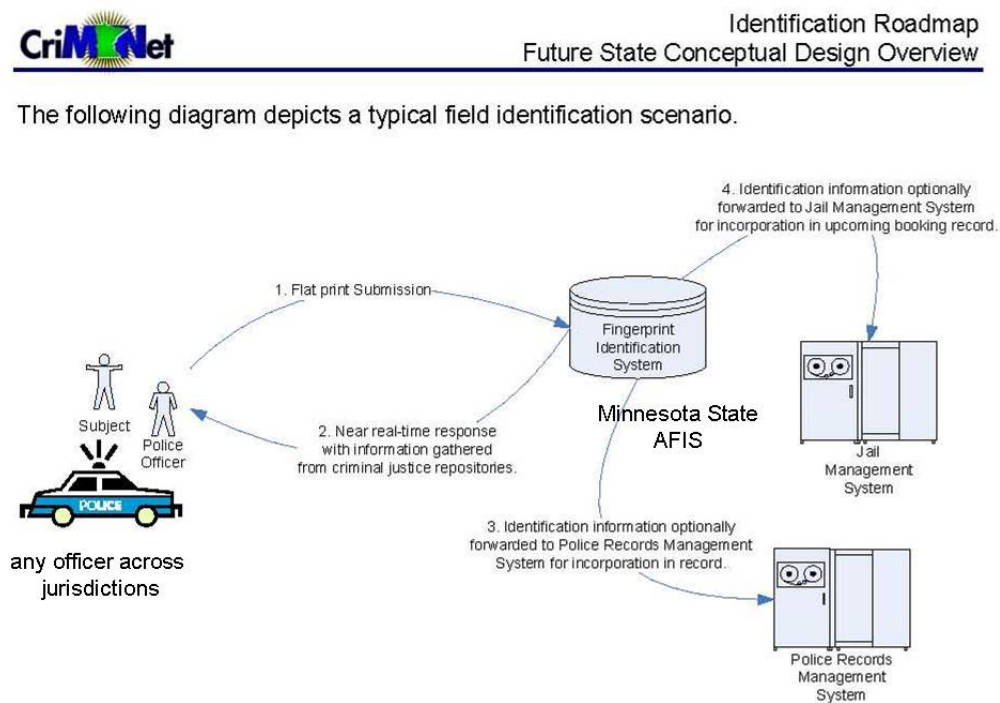 CriMNet
Identification Roadmap
Future State Conceptual Design Overview
The following diagram depicts a typical field identification scenario.
4. Identification information optionally
forwarded to Jail Management System
for incorporation in upcoming booking record.
1. Flat print Submission
Fingerprint
Identification
System
Minnesota State
AFIS
Subject
Police
Officer
2. Near real-time response
with information gathered
from criminal justice repositories.
Jail
Management
System
POLICE
any officer across
jurisdictions
3. Identification information optionally
forwarded to Police Records Management
System for incorporation in record.
Police Records
Management
System